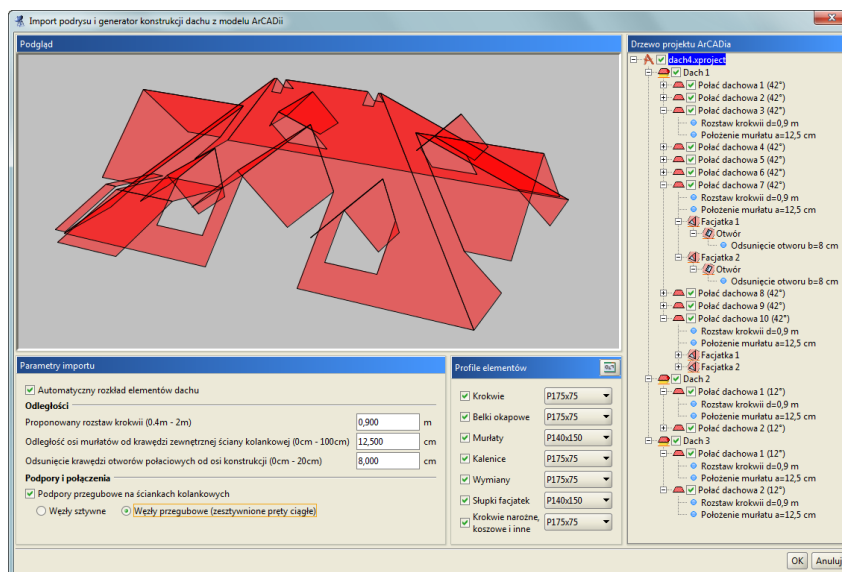 Import podrysu i generator konstrukcji dachu z modelu ArCADii
Podgląd
Parametry importu
Automatyczny rozkład elementów dachu
Odległości
Proponowany rozstaw krokwii (0.4m - 2m) 0,900 m
Odległość osi murłatów od krawędzi zewnętrznej ściany kolankowej (0cm - 100cm) 12,500 cm
Odsunięcie krawędzi otworów połaciowych od osi konstrukcji (0cm - 20cm) 8,000 cm
Podpory i połączenia
Podpory przegubowe na ściankach kolankowych
Węzły sztywne Węzły przegubowe (zesztywnione pręty ciągłe)
Profile elementów
Krokwie P175x75
Belki okapowe P175x75
Murłaty P140x150
Kalenice P175x75
Wymiany P175x75
Słupki facjatek P140x150
Krokwie narożne, koszowe i inne P175x75
Drzewo projektu ArCADia
dach4.xproject
Dach 1
Połać dachowa 1 (42°)
Połać dachowa 2 (42°)
Połać dachowa 3 (42°)
Rozstaw krokwii d=0,9 m
Położenie murłatu a=12,5 cm
Połać dachowa 4 (42°)
Połać dachowa 5 (42°)
Połać dachowa 6 (42°)
Połać dachowa 7 (42°)
Rozstaw krokwii d=0,9 m
Położenie murłatu a=12,5 cm
Facjatka 1
Otwór
Odsunięcie otworu b=8 cm
Facjatka 2
Otwór
Odsunięcie otworu b=8 cm
Połać dachowa 8 (42°)
Połać dachowa 9 (42°)
Połać dachowa 10 (42°)
Rozstaw krokwii d=0,9 m
Położenie murłatu a=12,5 cm
Facjatka 1
Facjatka 2
Dach 2
Połać dachowa 1 (12°)
Rozstaw krokwii d=0,9 m
Położenie murłatu a=12,5 cm
Połać dachowa 2 (12°)
Dach 3
Połać dachowa 1 (12°)
Rozstaw krokwii d=0,9 m
Położenie murłatu a=12,5 cm
Połać dachowa 2 (12°)
Rozstaw krokwii d=0,9 m
Położenie murłatu a=12,5 cm
OK Anuluj